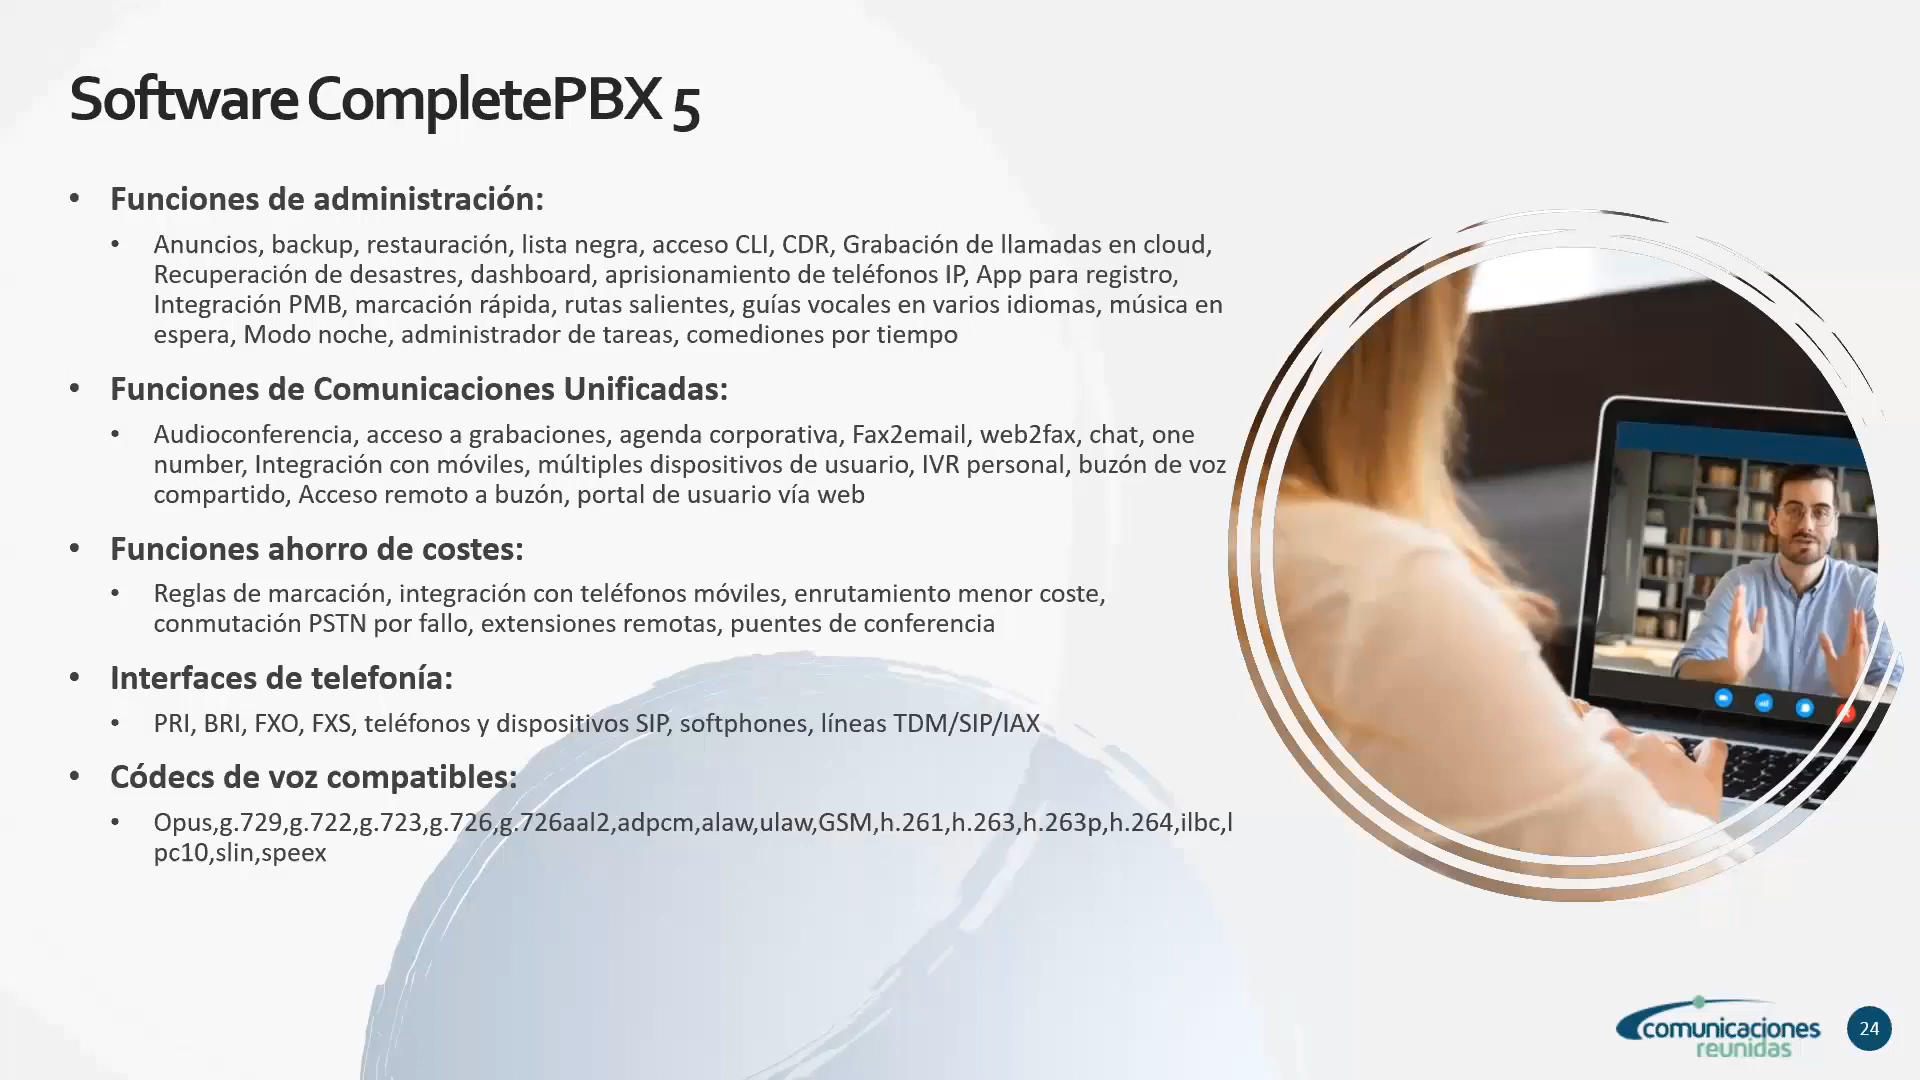 Software CompletePBX 5
• Funciones de administración:
• Anuncios, backup, restauración, lista negra, acceso CLI, CDR, Grabación de llamadas en cloud,
Recuperación de desastres, dashboard, aprisionamiento de teléfonos IP, App para registro,
Integración PMB, marcación rápida, rutas salientes, guías vocales en varios idiomas, música en
espera, Modo noche, administrador de tareas, comediones por tiempo
• Funciones de Comunicaciones Unificadas:
• Audioconferencia, acceso a grabaciones, agenda corporativa, Fax2email, web2fax, chat, one
number, Integración con móviles, múltiples dispositivos de usuario, IVR personal, buzón de voz
compartido, Acceso remoto a buzón, portal de usuario vía web
• Funciones ahorro de costes:
• Reglas de marcación, integración con teléfonos móviles, enrutamiento menor coste,
conmutación PSTN por fallo, extensiones remotas, puentes de conferencia
• Interfaces de telefonía:
• PRI, BRI, FXO, FXS, teléfonos y dispositivos SIP, softphones, líneas TDM/SIP/IAX
• Códecs de voz compatibles:
• Opus,g.729,g.722,g.723,g.726,g.726aal2,adpcm,alaw,ulaw,GSM,h.261,h.263,h.263p,h.264,ilbc,l
pc10,slin,speex
comunicaciones
reunidas
24